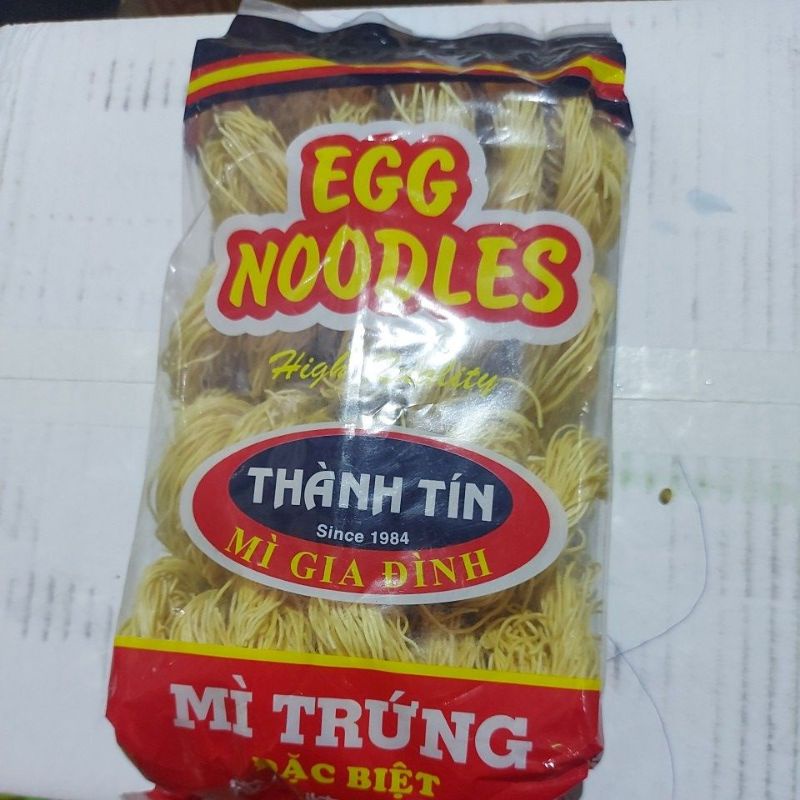 EGG
NOODLES
High Quality
THÀNH TÍN
Since 1984
MÌ GIA ĐÌNH
MÌ TRỨNG
ĐẶC BIỆT